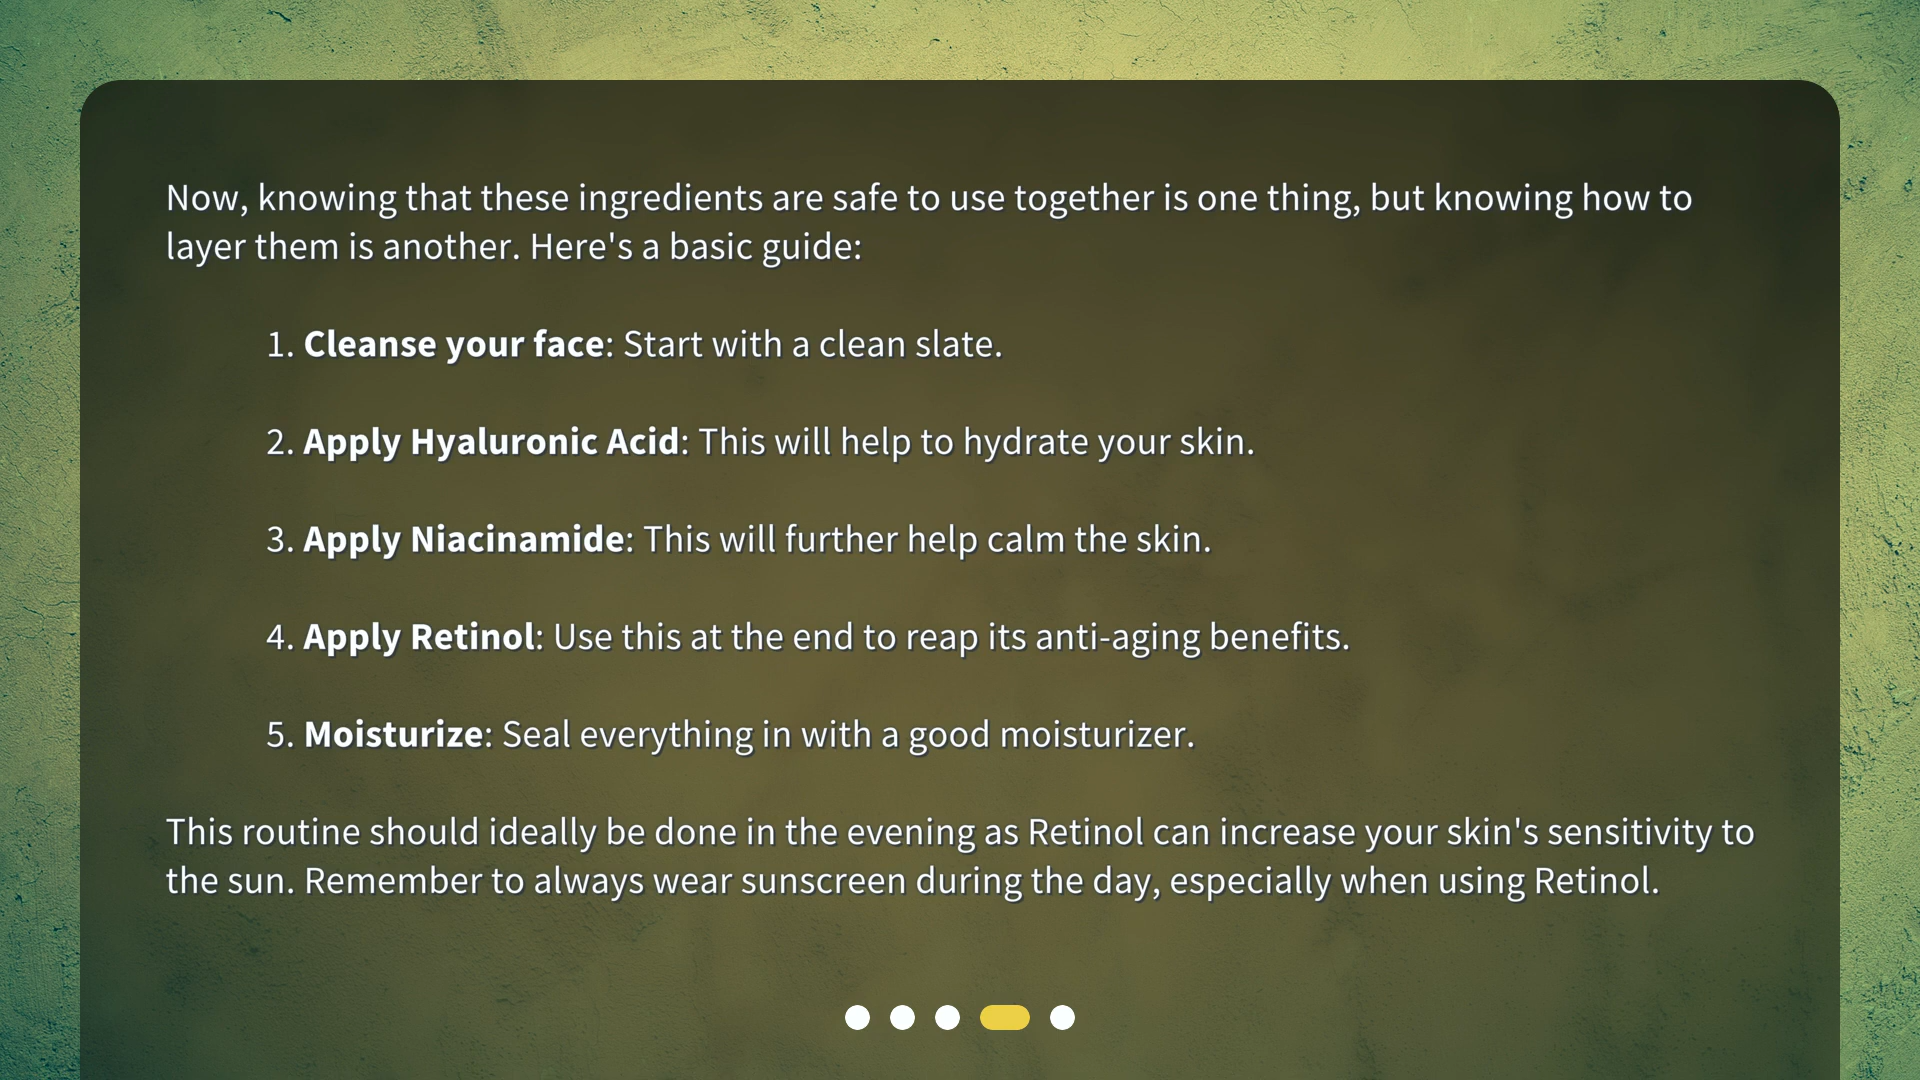 Now, knowing that these ingredients are safe to use together is one thing, but knowing how to
layer them is another. Here's a basic guide:
1. Cleanse your face: Start with a clean slate.
2. Apply Hyaluronic Acid: This will help to hydrate your skin.
3. Apply Niacinamide: This will further help calm the skin.
4. Apply Retinol: Use this at the end to reap its anti-aging benefits.
5. Moisturize: Seal everything in with a good moisturizer.
This routine should ideally be done in the evening as Retinol can increase your skin's sensitivity to
the sun. Remember to always wear sunscreen during the day, especially when using Retinol.